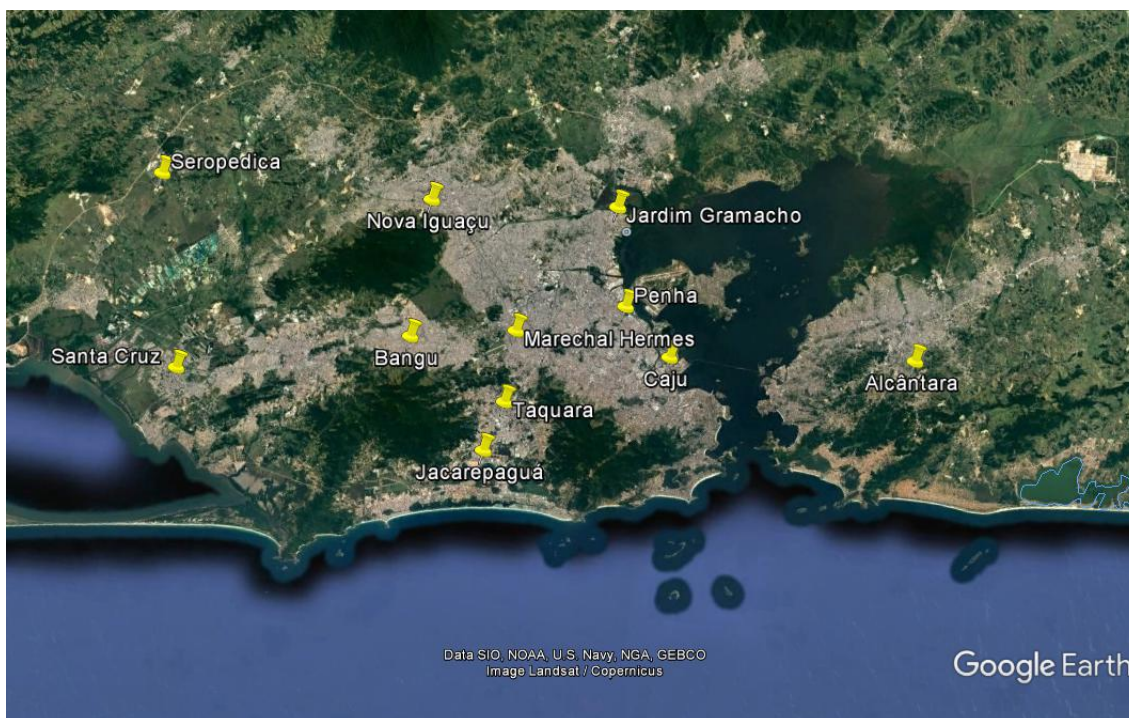 Seropedica
Nova Iguaçu
Jardim Gramacho
Penha
Marechal Hermes
Santa Cruz
Bangu
Caju
Alcântara
Taquara
Jacarepaguá
Data SIO, NOAA, U.S. Navy, NGA, GEBCO
Image Landsat / Copernicus
Google Earth